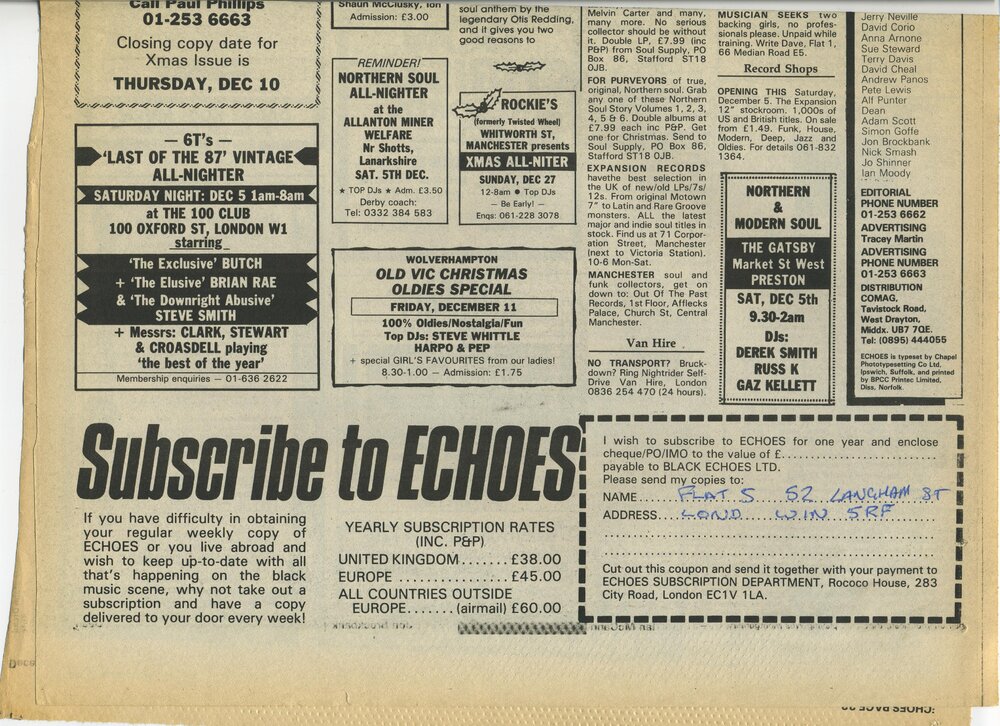 Call Paul Phillips
01-253 6663
Closing copy date for
Xmas Issue is
THURSDAY, DEC 10
— 6T's —
'LAST OF THE 87' VINTAGE
ALL-NIGHTER
SATURDAY NIGHT: DEC 5 1am-8am
at THE 100 CLUB
100 OXFORD ST, LONDON W1
starring
'The Exclusive' BUTCH
+ 'The Elusive' BRIAN RAE
& 'The Downright Abusive'
STEVE SMITH
+ Messrs: CLARK, STEWART
& CROASDELL playing
'the best of the year'
Membership enquiries — 01-636 2622
Shaun McClusky, Ian
Admission: £3.00
REMINDER!
NORTHERN SOUL
ALL-NIGHTER
at the
ALLANTON MINER
WELFARE
Nr Shotts,
Lanarkshire
SAT. 5TH DEC.
★ TOP DJs ★ Adm. £3.50
Derby coach:
Tel: 0332 384 583
soul anthem by the
legendary Otis Redding,
and it gives you two
good reasons to
ROCKIE'S
(formerly Twisted Wheel)
WHITWORTH ST,
MANCHESTER presents
XMAS ALL-NITER
SUNDAY, DEC 27
12-8am ● Top DJs
— Be Early! —
Enqs: 061-228 3078
WOLVERHAMPTON
OLD VIC CHRISTMAS
OLDIES SPECIAL
FRIDAY, DECEMBER 11
100% Oldies/Nostalgia/Fun
Top DJs: STEVE WHITTLE
HARPO & PEP
+ special GIRL'S FAVOURITES from our ladies!
8.30-1.00 — Admission: £1.75
Melvin Carter and many,
many more. No serious
collector should be without
it. Double LP, £7.99 (inc
P&P) from Soul Supply, PO
Box 86, Stafford ST18
OJB.
FOR PURVEYORS of true,
original, Northern soul. Grab
any one of these Northern
Soul Story Volumes 1, 2, 3,
4, 5 & 6. Double albums at
£7.99 each inc P&P. Get
one for Christmas. Send to
Soul Supply, PO Box 86,
Stafford ST18 OJB.
EXPANSION RECORDS
havethe best selection in
the UK of new/old LPs/7s/
12s. From original Motown
7" to Latin and Rare Groove
monsters. ALL the latest
major and indie soul titles in
stock. Find us at 71 Corpor-
ation Street, Manchester
(next to Victoria Station).
10-6 Mon-Sat.
MANCHESTER soul and
funk collectors, get on
down to: Out Of The Past
Records, 1st Floor, Afflecks
Palace, Church St, Central
Manchester.
Van Hire
NO TRANSPORT? Bruck-
down? Ring Nightrider Self-
Drive Van Hire, London
0836 254 470 (24 hours).
MUSICIAN SEEKS two
backing girls, no profes-
sionals please. Unpaid while
training. Write Dave, Flat 1,
66 Median Road E5.
Record Shops
OPENING THIS Saturday,
December 5. The Expansion
12" stockroom. 1,000s of
US and British titles. On sale
from £1.49. Funk, House,
Modern, Deep, Jazz and
Oldies. For details 061-832
1364.
NORTHERN
&
MODERN SOUL
THE GATSBY
Market St West
PRESTON
SAT, DEC 5th
9.30-2am
DJs:
DEREK SMITH
RUSS K
GAZ KELLETT
Jerry Neville
David Corio
Anna Arnone
Sue Steward
Terry Davis
David Cheal
Andrew Panos
Pete Lewis
Alf Punter
Dean
Adam Scott
Simon Goffe
Jon Brockbank
Nick Smash
Jo Shinner
Ian Moody
EDITORIAL
PHONE NUMBER
01-253 6662
ADVERTISING
Tracey Martin
ADVERTISING
PHONE NUMBER
01-253 6663
DISTRIBUTION
COMAG,
Tavistock Road,
West Drayton,
Middx. UB7 7QE.
Tel: (0895) 444055
ECHOES is typeset by Chapel
Phototypesetting Co Ltd.
Ipswich, Suffolk, and printed
by BPCC Printec Limited,
Diss, Norfolk.
Subscribe to ECHOES
If you have difficulty in obtaining
your regular weekly copy of
ECHOES or you live abroad and
wish to keep up-to-date with all
that's happening on the black
music scene, why not take out a
subscription and have a copy
delivered to your door every week!
YEARLY SUBSCRIPTION RATES
(INC. P&P)
UNITED KINGDOM....... £38.00
EUROPE .................. £45.00
ALL COUNTRIES OUTSIDE
EUROPE.......(airmail) £60.00
I wish to subscribe to ECHOES for one year and enclose
cheque/PO/IMO to the value of £..............................
payable to BLACK ECHOES LTD.
Please send my copies to:
NAME...... FLAT 5 52 LANGHAM ST
ADDRESS...... LOND W1N 5RF
Cut out this coupon and send it together with your payment to
ECHOES SUBSCRIPTION DEPARTMENT, Rococo House, 283
City Road, London EC1V 1LA.